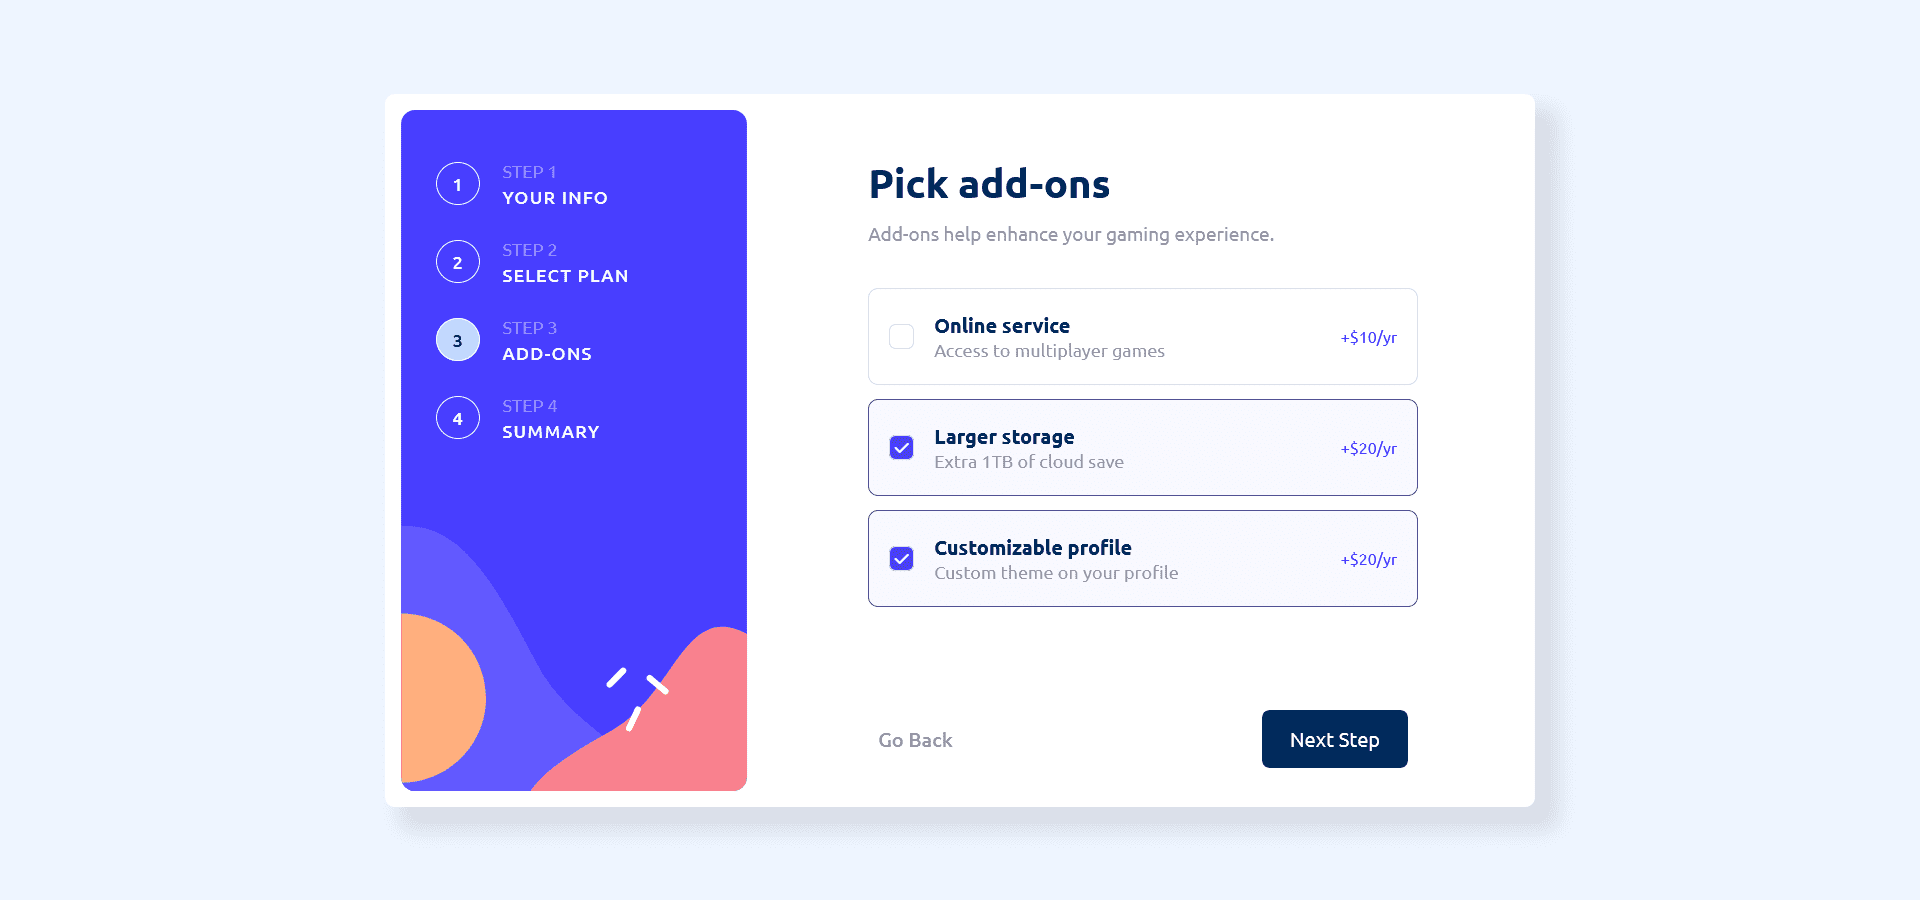 1
STEP 1
YOUR INFO
2
STEP 2
SELECT PLAN
3
STEP 3
ADD-ONS
4
STEP 4
SUMMARY
Pick add-ons
Add-ons help enhance your gaming experience.
Online service
Access to multiplayer games
+$10/yr
Larger storage
Extra 1TB of cloud save
+$20/yr
Customizable profile
Custom theme on your profile
+$20/yr
Go Back
Next Step